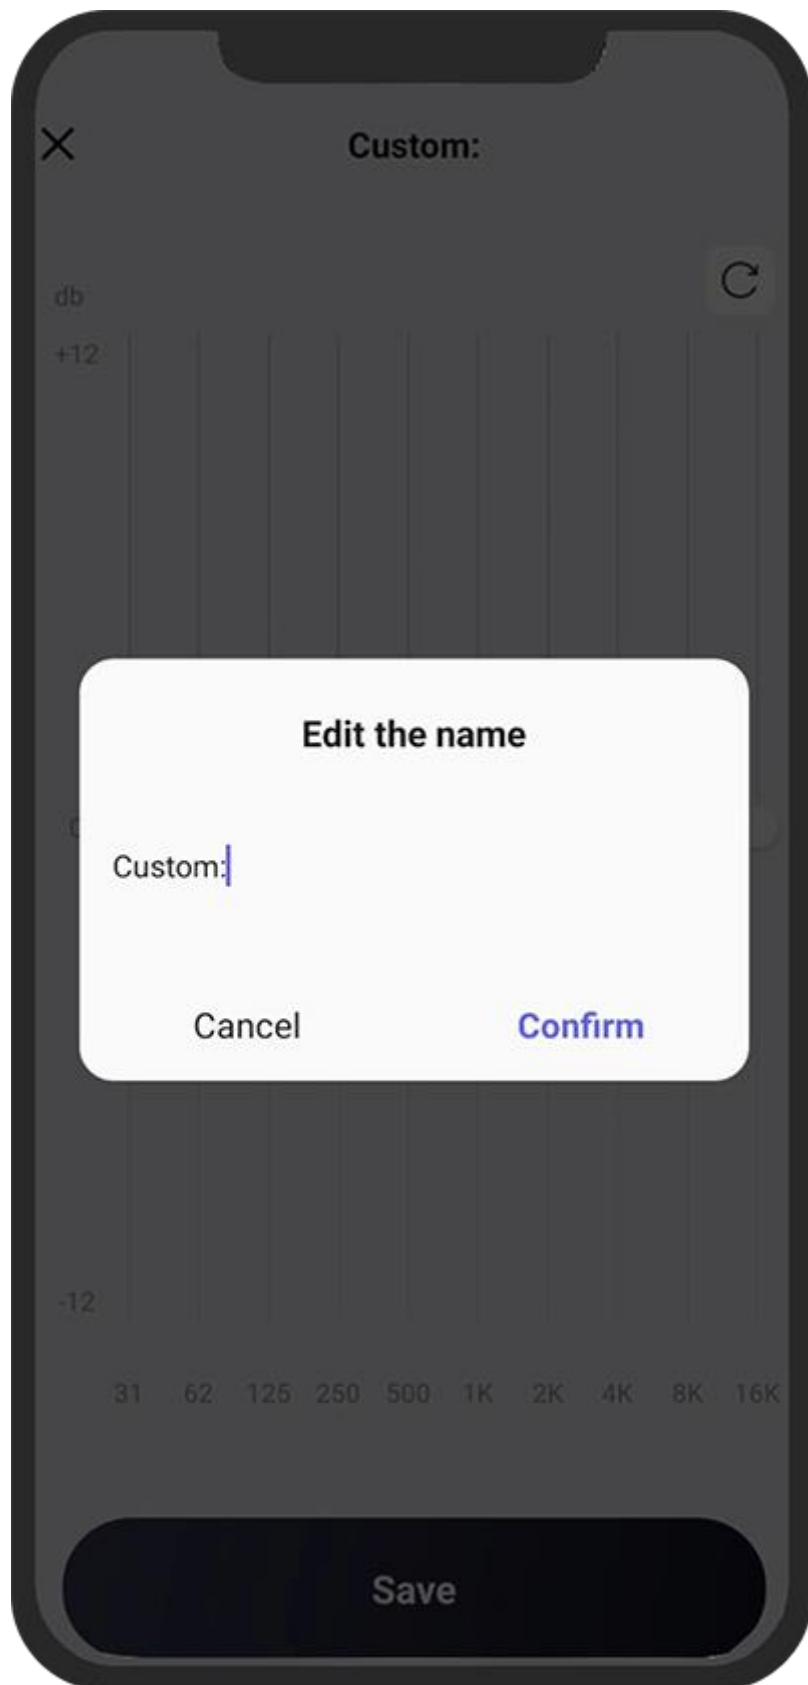 Custom:
db
+12
Edit the name
Custom:
Cancel Confirm
-12
31 62 125 250 500 1K 2K 4K 8K 16K
Save